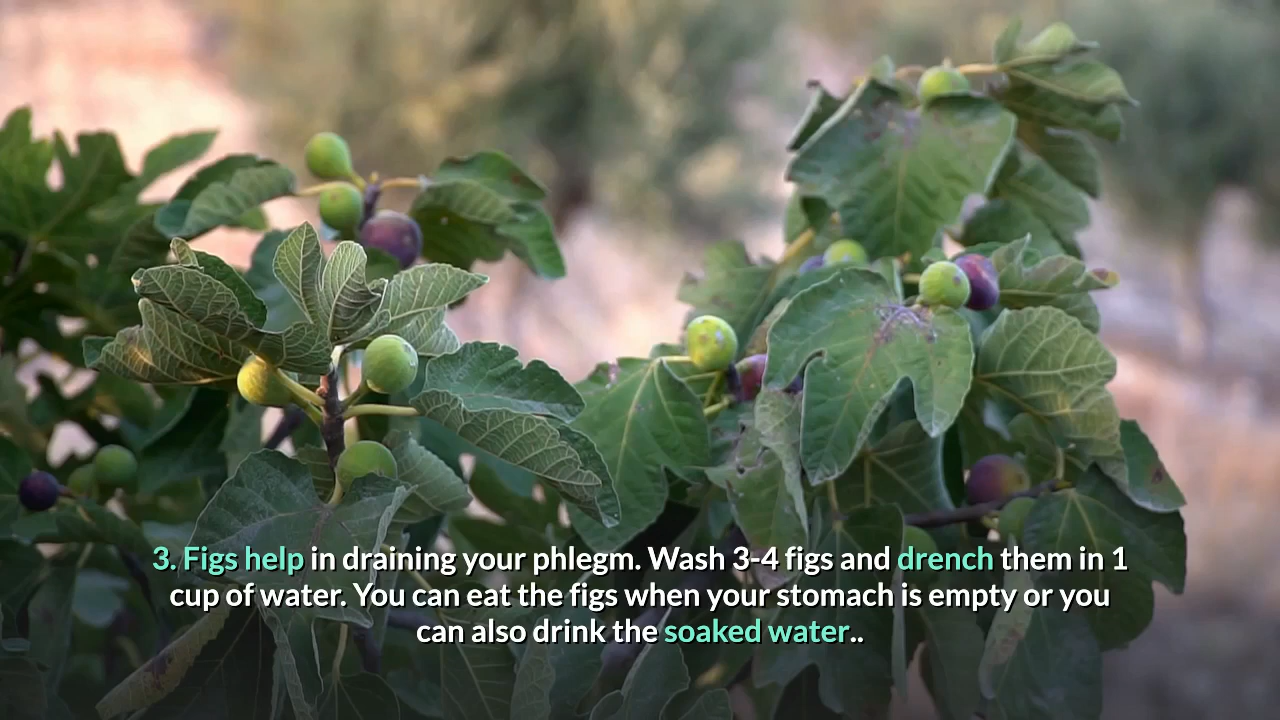 3. Figs help in draining your phlegm. Wash 3-4 figs and drench them in 1
cup of water. You can eat the figs when your stomach is empty or you
can also drink the soaked water..